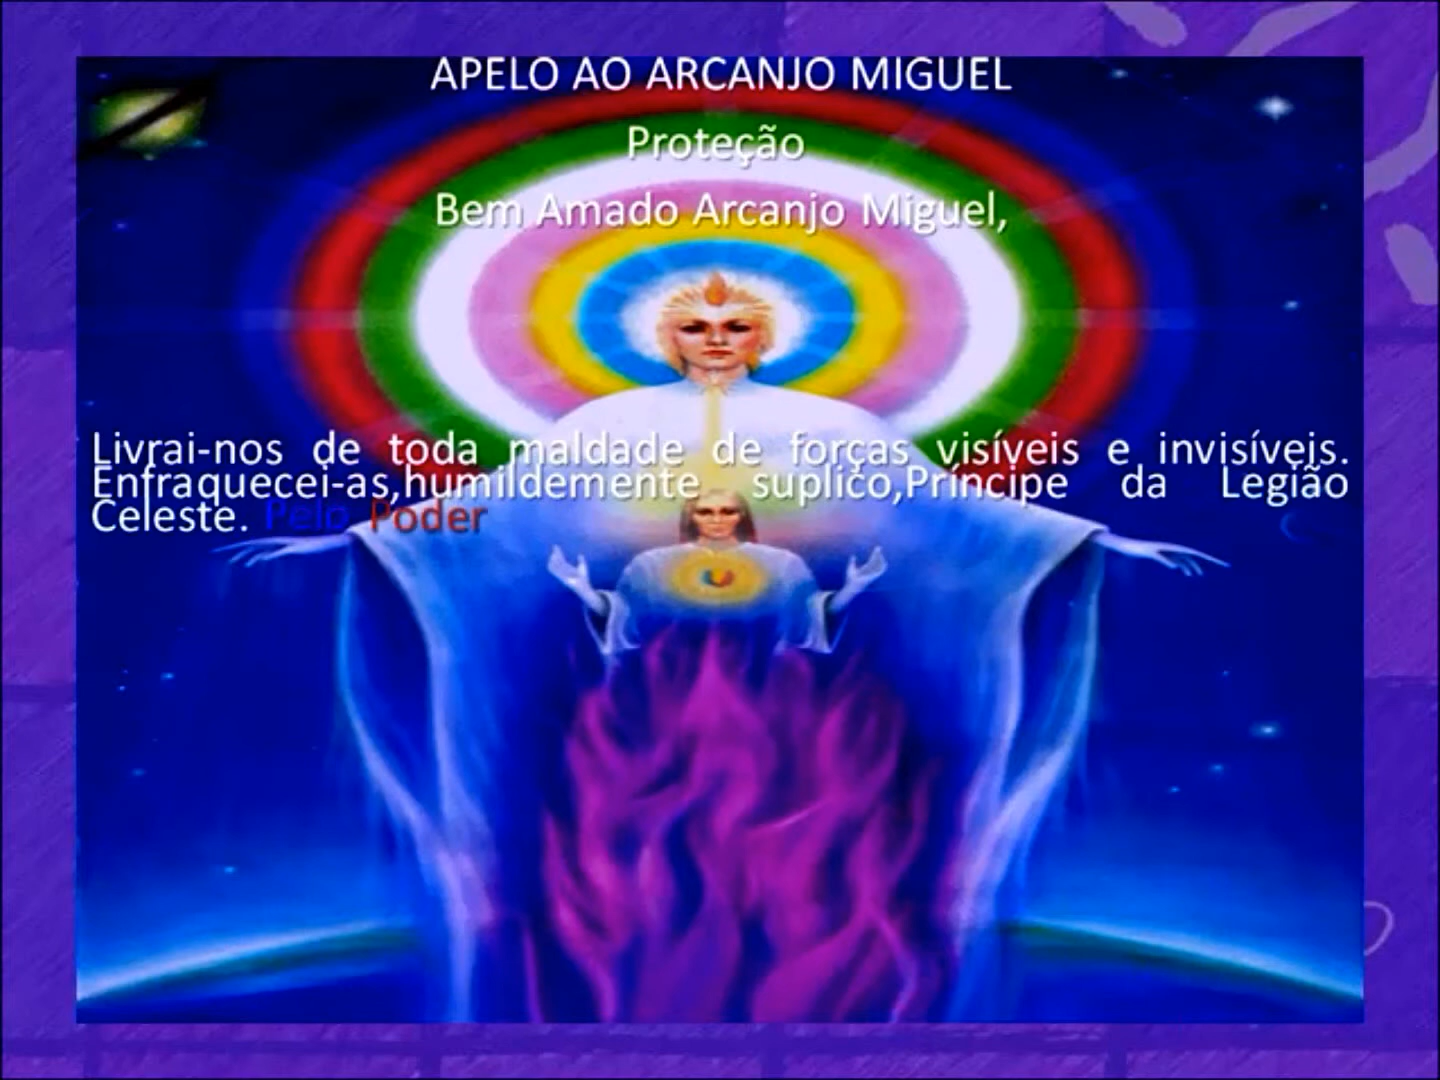 APELO AO ARCANJO MIGUEL
Proteção
Bem Amado Arcanjo Miguel,
Livrai-nos de toda maldade de forças visíveis e invisíveis.
Enfraquecei-as,humildemente suplico,Príncipe da Legião
Celeste. Pelo Poder